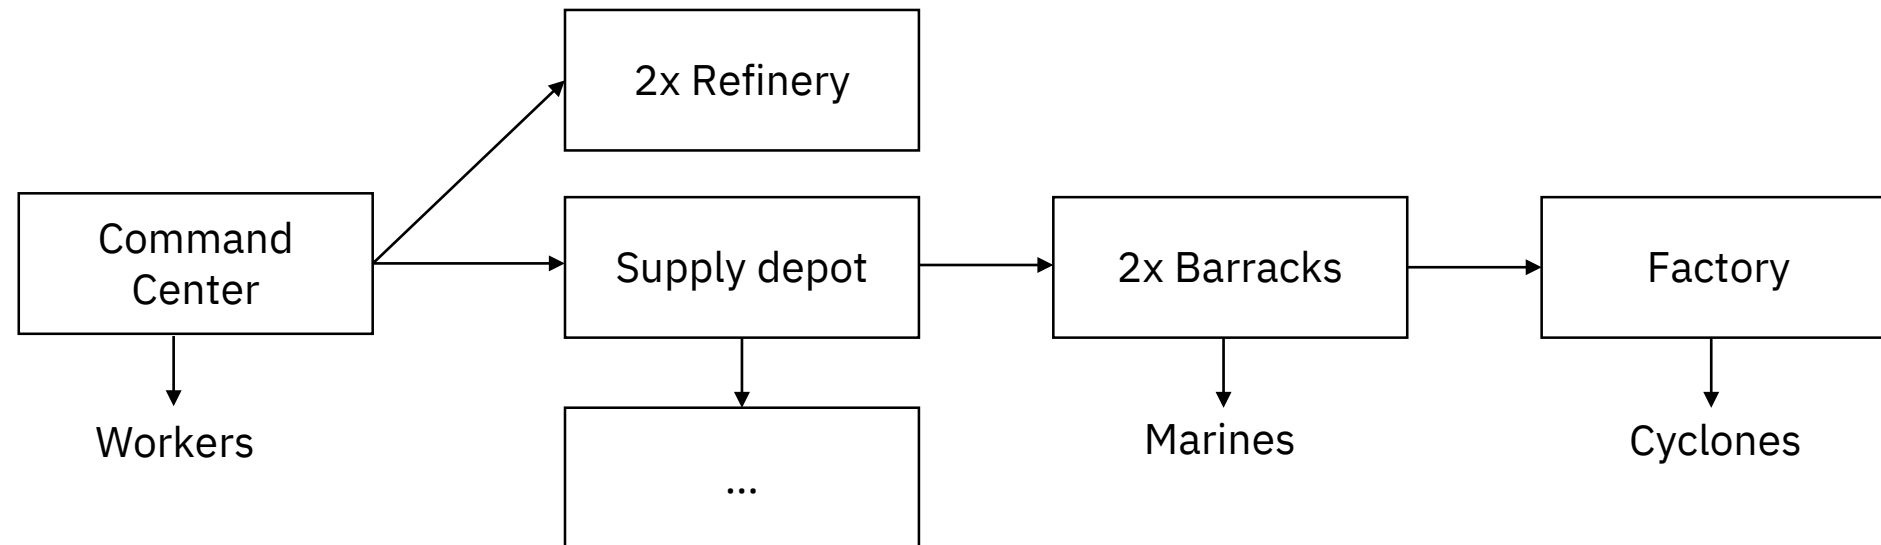 2x Refinery
Command
Center
Supply depot
2x Barracks
Factory
Workers
Marines
Cyclones
...